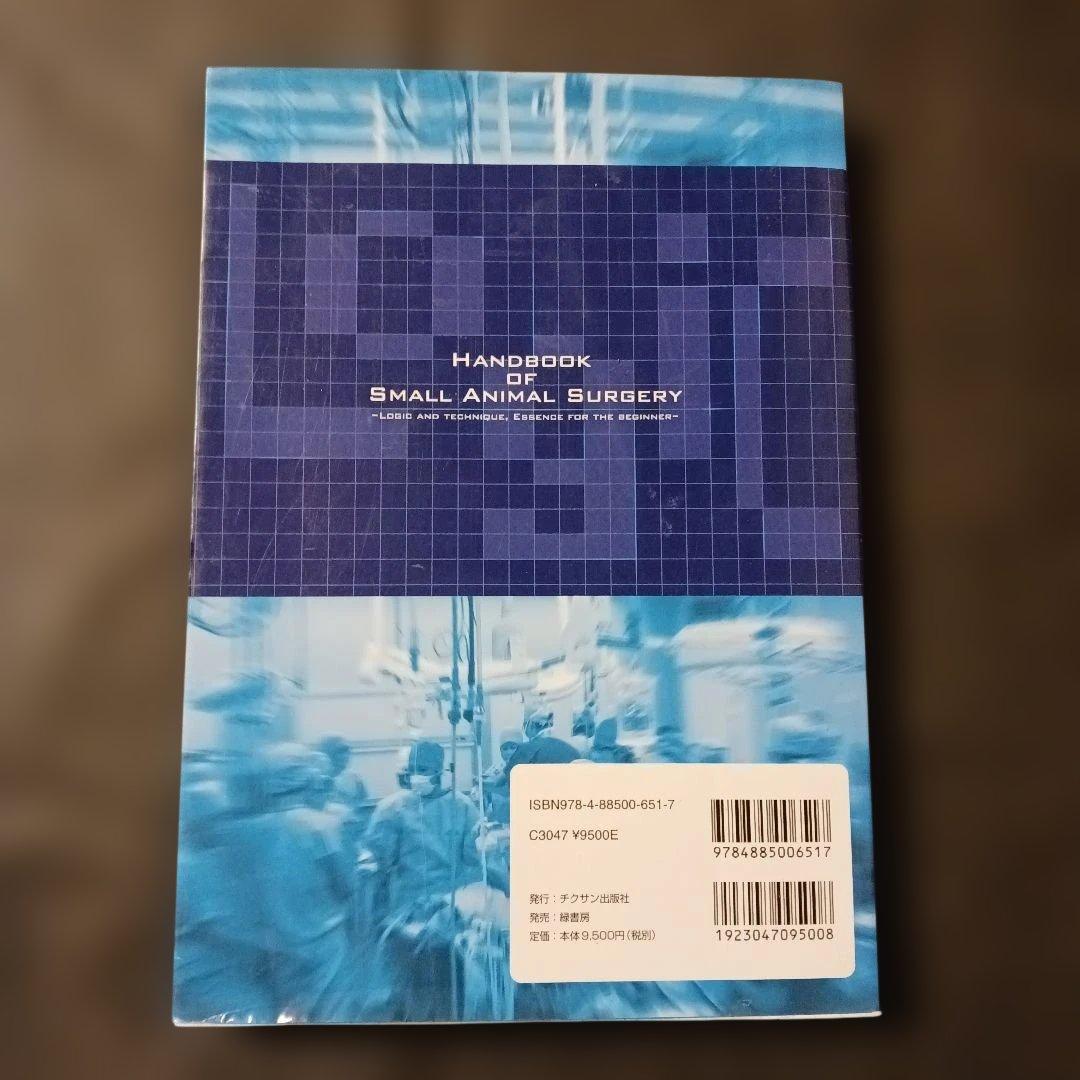 HANDBOOK
OF
SMALL ANIMAL SURGERY
-LOGIC AND TECHNIQUE, ESSENCE FOR THE BEGINNER-
ISBN978-4-88500-651-7
C3047 ¥9500E
9784885006517
発行：チクサン出版社
発売：緑書房
定価：本体9,500円（税別）
1923047095008